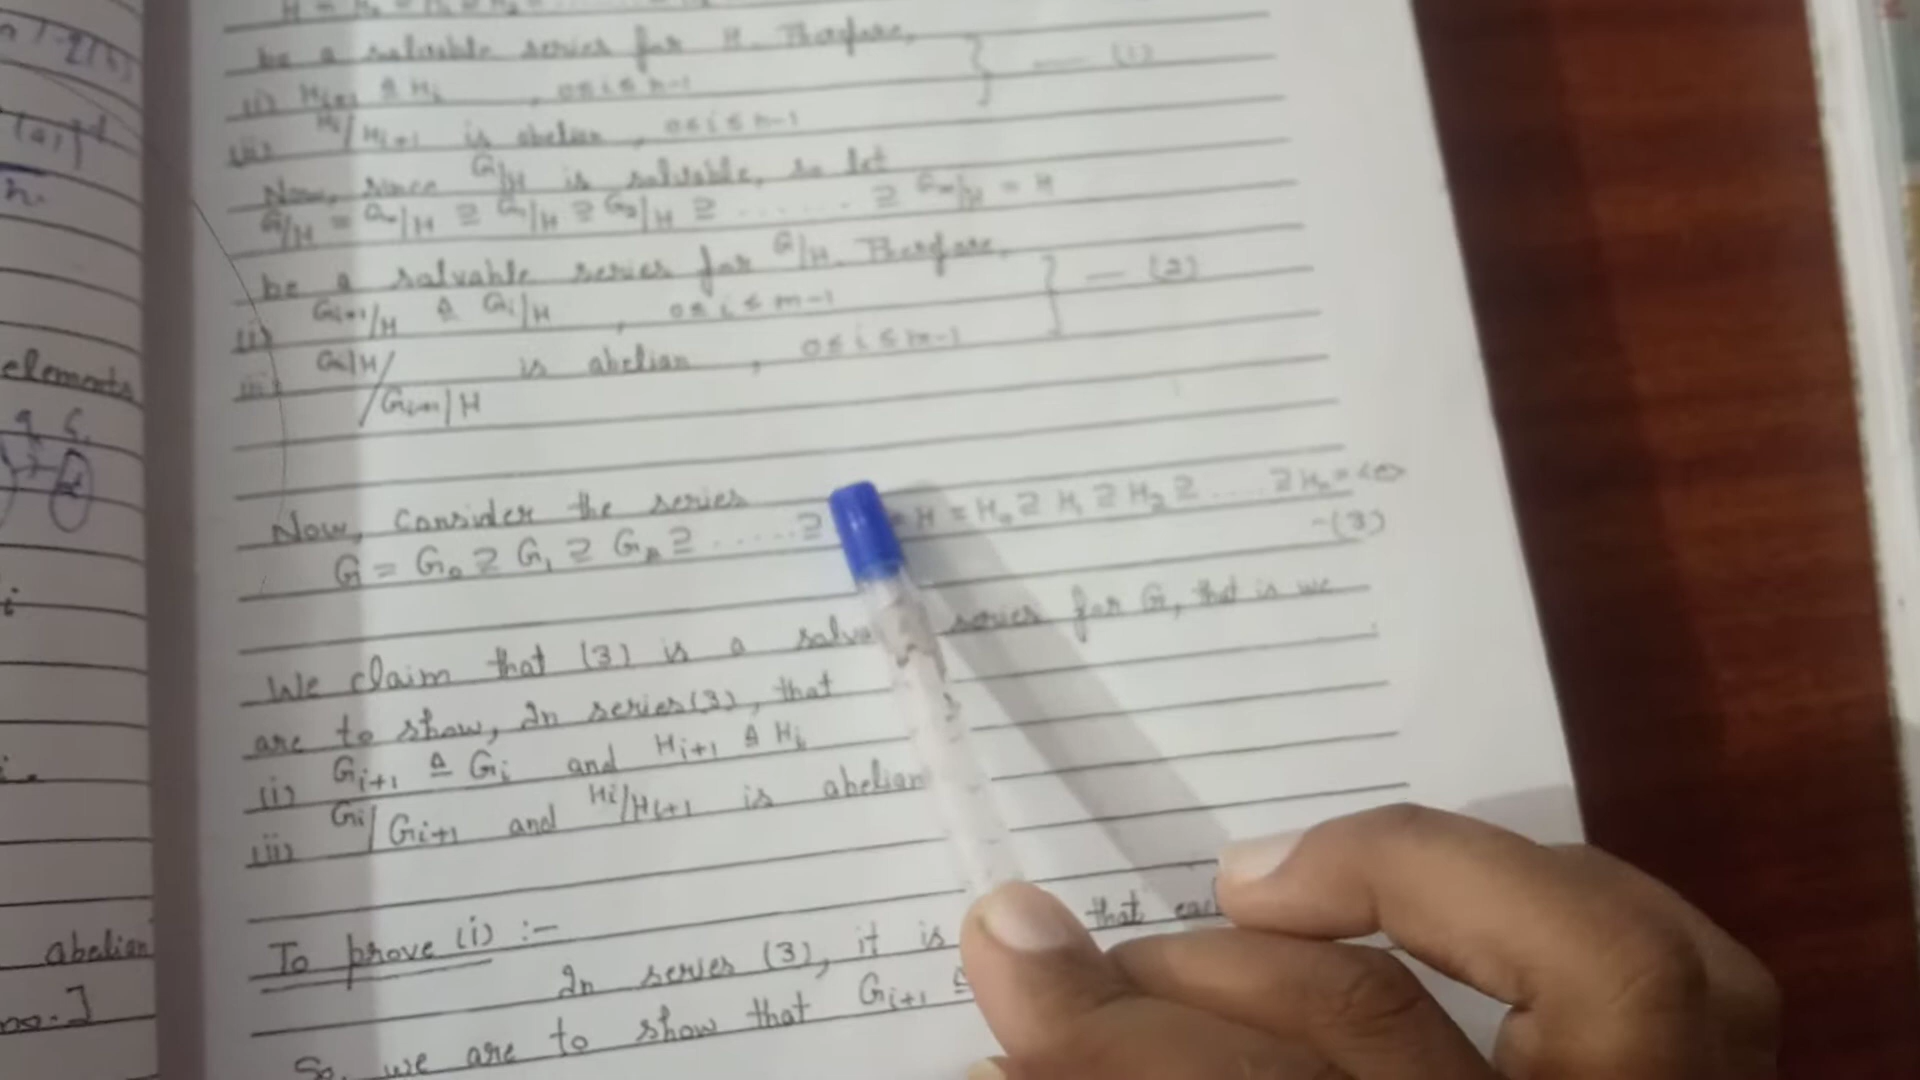 be a solvable series for H. Therefore,
(i) Hi+1 ⊴ Hi , 0≤i≤n-1 } — (1)
(ii) Hi/Hi+1 is abelian, 0≤i≤n-1
Now, since G/H is solvable, so let
G/H = G₀/H ⊇ G₁/H ⊇ G₂/H ⊇ ....... ⊇ Gm/H = H
be a solvable series for G/H. Therefore,
(i) Gi+1/H ⊴ Gi/H , 0≤i≤m-1 } — (2)
(ii) Gi/H/Gi+1/H is abelian , 0≤i≤m-1
Now, Consider the series
G = G₀ ⊇ G₁ ⊇ G₂ ⊇ ......⊇ = H = H₀ ⊇ H₁ ⊇ H₂ ⊇ ..... ⊇ Hn = <e>
-(3)
We claim that (3) is a series for G, that is we
are to show, In series(3), that
(i) Gi+1 ⊴ Gi and Hi+1 ⊴ Hi
(ii) Gi/Gi+1 and Hi/Hi+1 is abelian
To prove (i) :-
In series (3), it is that
So, we are to show that Gi+1 ⊴
elements
abelian
no.]